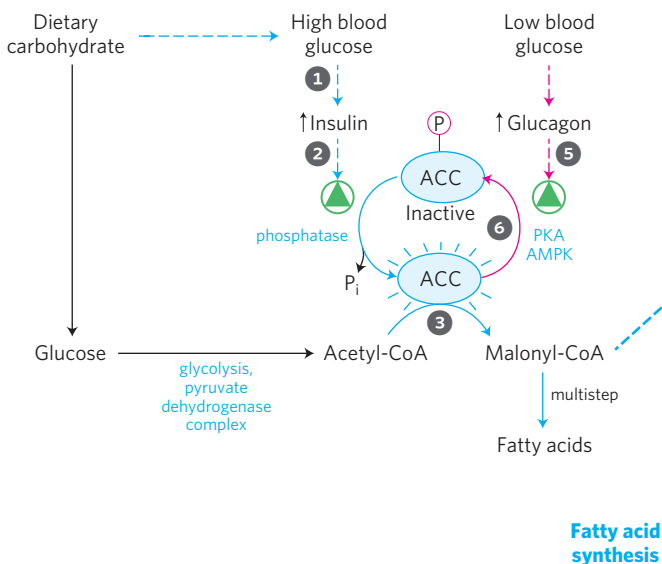 Dietary
carbohydrate
High blood
glucose
Low blood
glucose
1
↑Insulin
P
↑Glucagon
2
5
ACC
Inactive
phosphatase
6
PKA
AMPK
Pi
ACC
3
Glucose
Acetyl-CoA
Malonyl-CoA
glycolysis,
pyruvate
dehydrogenase
complex
multistep
Fatty acids
Fatty acid
synthesis